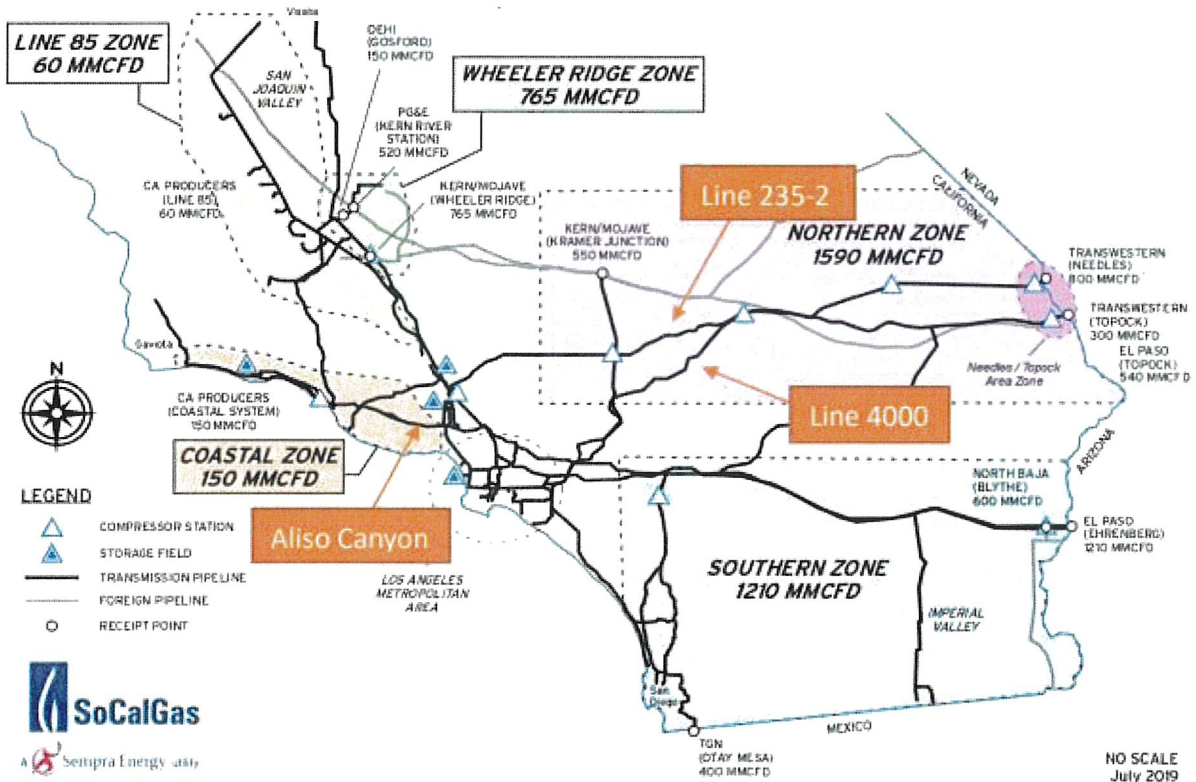 Visalia
LINE 85 ZONE
60 MMCFD
SAN
JOAQUIN
VALLEY
OEHI
(GOSFORD)
150 MMCFD
WHEELER RIDGE ZONE
765 MMCFD
PG&E
(KERN RIVER
STATION)
520 MMCFD
CA PRODUCERS
(LINE 85)
60 MMCFD
KERN/MOJAVE
(WHEELER RIDGE)
765 MMCFD
Line 235-2
NEVADA
CALIFORNIA
KERN/MOJAVE
(KRAMER JUNCTION)
550 MMCFD
NORTHERN ZONE
1590 MMCFD
TRANSWESTERN
(NEEDLES)
800 MMCFD
TRANSWESTERN
(TOPOCK)
300 MMCFD
EL PASO
(TOPOCK)
540 MMCFD
Needles / Topock
Area Zone
Gaviota
N
CA PRODUCERS
(COASTAL SYSTEM)
150 MMCFD
Line 4000
COASTAL ZONE
150 MMCFD
ARIZONA
NORTH BAJA
(BLYTHE)
600 MMCFD
EL PASO
(EHRENBERG)
1210 MMCFD
Aliso Canyon
LEGEND
COMPRESSOR STATION
STORAGE FIELD
TRANSMISSION PIPELINE
FOREIGN PIPELINE
RECEIPT POINT
LOS ANGELES
METROPOLITAN
AREA
SOUTHERN ZONE
1210 MMCFD
IMPERIAL
VALLEY
San
Diego
MEXICO
TGN
(OTAY MESA)
400 MMCFD
SoCalGas
A Sempra Energy utility
NO SCALE
July 2019